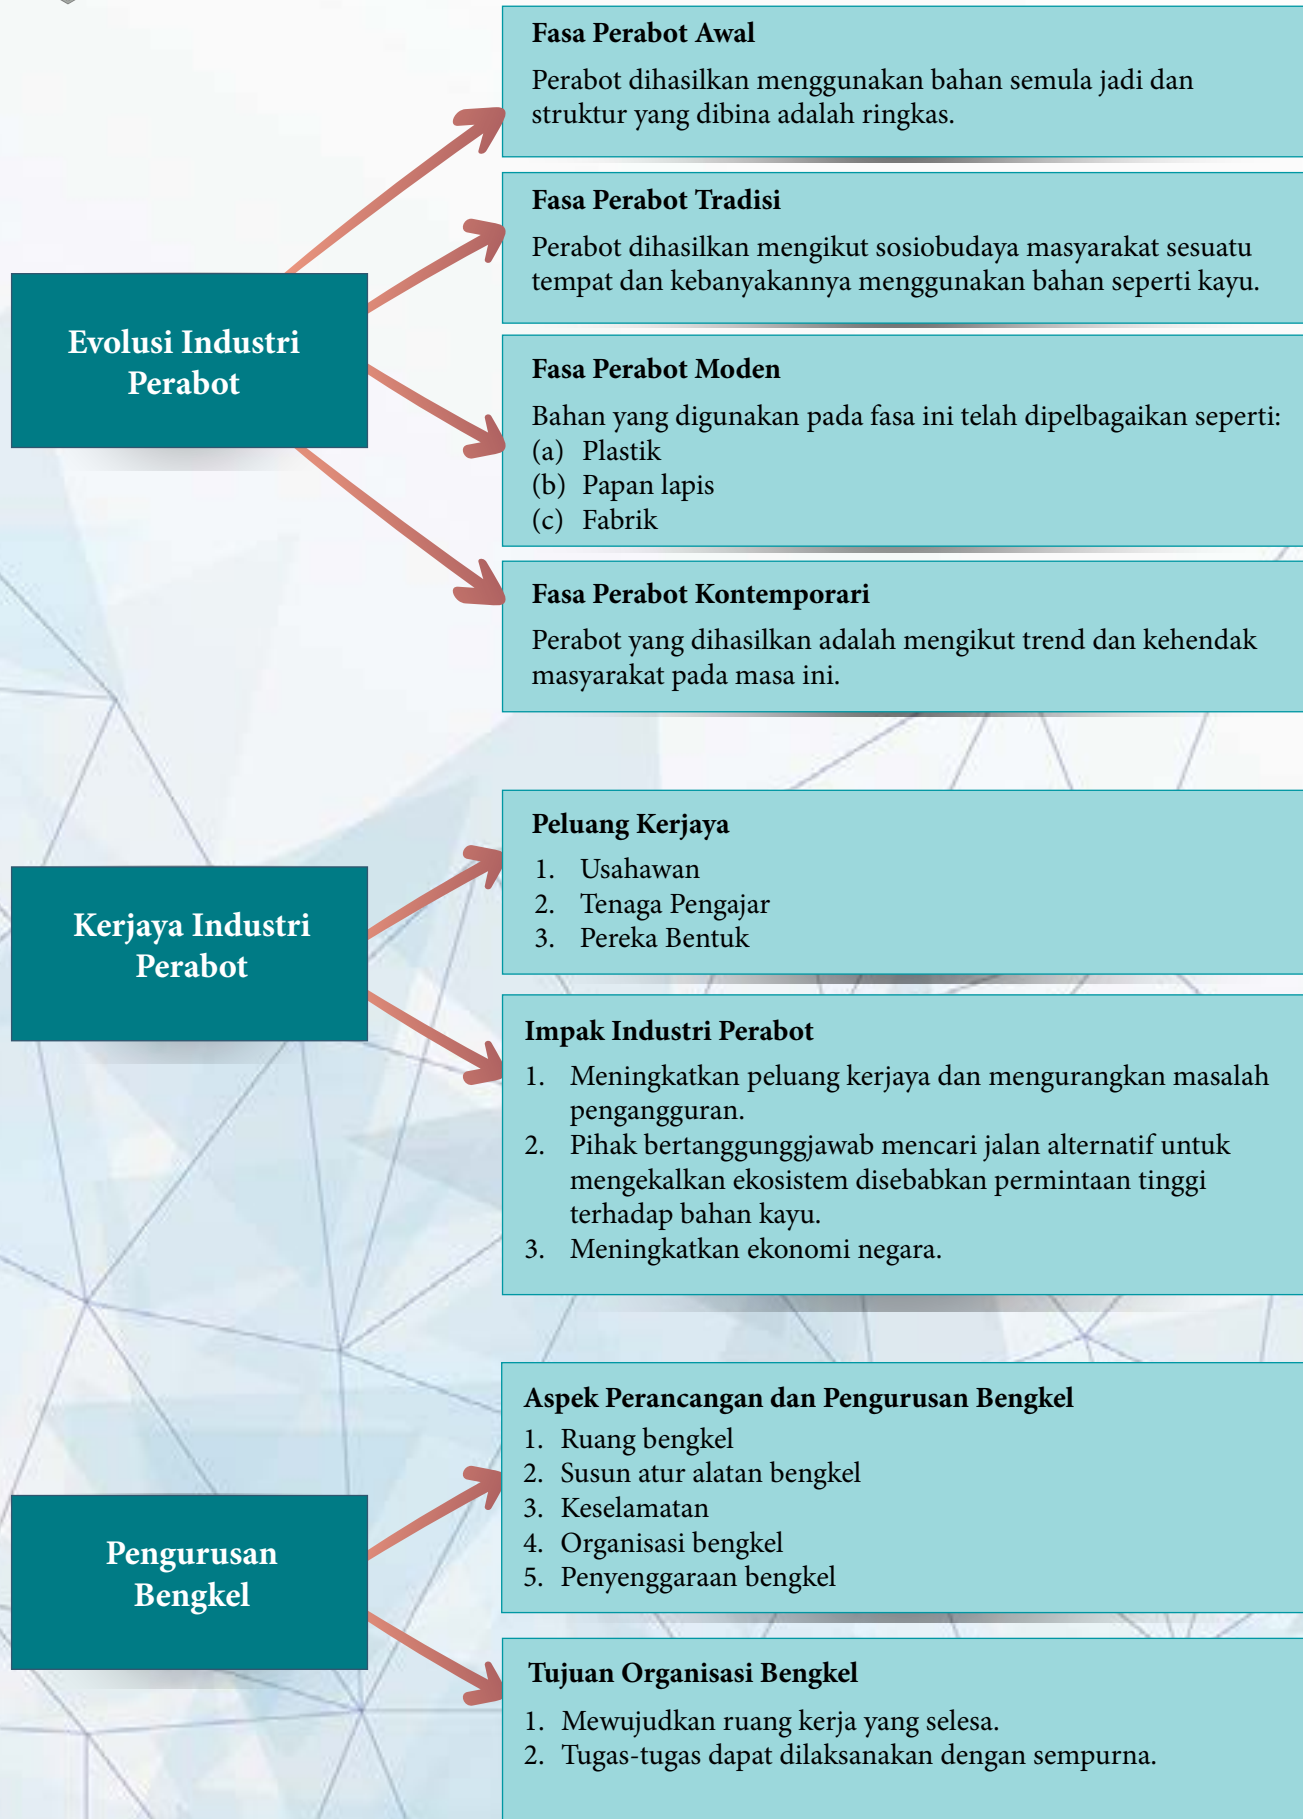 Evolusi Industri
Perabot
Fasa Perabot Awal
Perabot dihasilkan menggunakan bahan semula jadi dan
struktur yang dibina adalah ringkas.
Fasa Perabot Tradisi
Perabot dihasilkan mengikut sosiobudaya masyarakat sesuatu
tempat dan kebanyakannya menggunakan bahan seperti kayu.
Fasa Perabot Moden
Bahan yang digunakan pada fasa ini telah dipelbagaikan seperti:
(a) Plastik
(b) Papan lapis
(c) Fabrik
Fasa Perabot Kontemporari
Perabot yang dihasilkan adalah mengikut trend dan kehendak
masyarakat pada masa ini.
Kerjaya Industri
Perabot
Peluang Kerjaya
1. Usahawan
2. Tenaga Pengajar
3. Pereka Bentuk
Impak Industri Perabot
1. Meningkatkan peluang kerjaya dan mengurangkan masalah
pengangguran.
2. Pihak bertanggunggjawab mencari jalan alternatif untuk
mengekalkan ekosistem disebabkan permintaan tinggi
terhadap bahan kayu.
3. Meningkatkan ekonomi negara.
Pengurusan
Bengkel
Aspek Perancangan dan Pengurusan Bengkel
1. Ruang bengkel
2. Susun atur alatan bengkel
3. Keselamatan
4. Organisasi bengkel
5. Penyenggaraan bengkel
Tujuan Organisasi Bengkel
1. Mewujudkan ruang kerja yang selesa.
2. Tugas-tugas dapat dilaksanakan dengan sempurna.